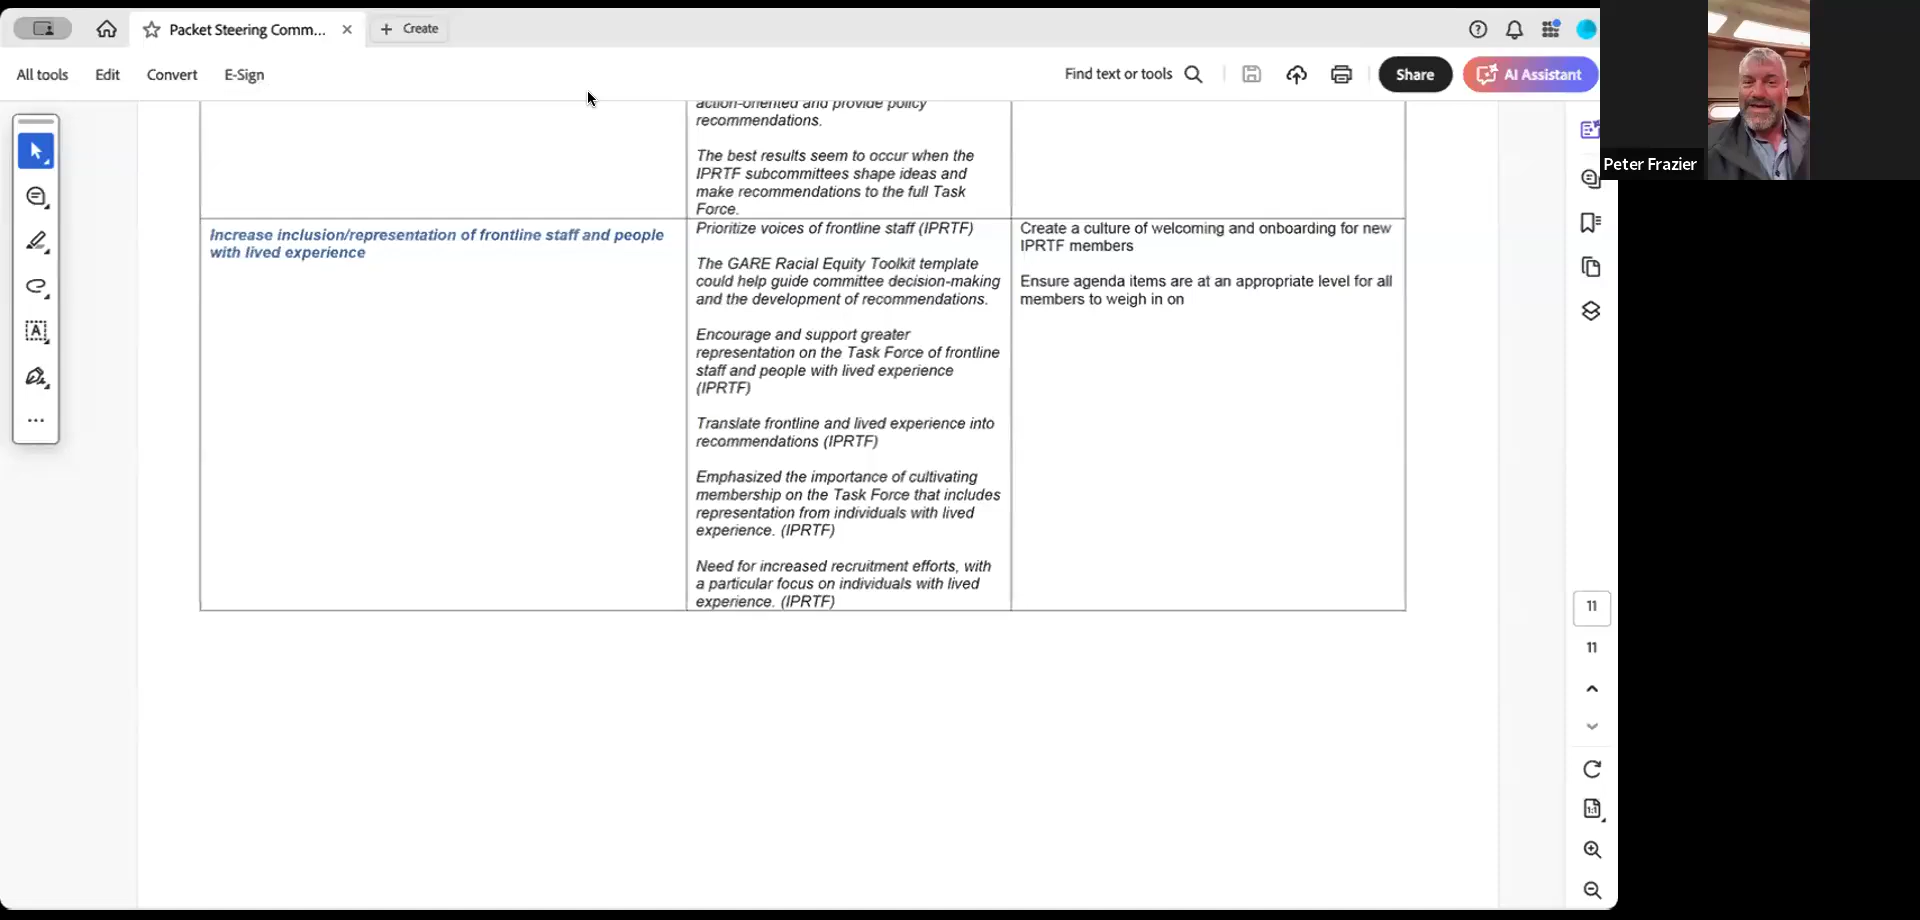 Packet Steering Comm...
Create
All tools
Edit
Convert
E-Sign
Find text or tools
Share
AI Assistant
Peter Frazier
action-oriented and provide policy
recommendations.
The best results seem to occur when the
IPRTF subcommittees shape ideas and
make recommendations to the full Task
Force.
Increase inclusion/representation of frontline staff and people
with lived experience
Prioritize voices of frontline staff (IPRTF)
The GARE Racial Equity Toolkit template
could help guide committee decision-making
and the development of recommendations.
Encourage and support greater
representation on the Task Force of frontline
staff and people with lived experience
(IPRTF)
Translate frontline and lived experience into
recommendations (IPRTF)
Emphasized the importance of cultivating
membership on the Task Force that includes
representation from individuals with lived
experience. (IPRTF)
Need for increased recruitment efforts, with
a particular focus on individuals with lived
experience. (IPRTF)
Create a culture of welcoming and onboarding for new
IPRTF members
Ensure agenda items are at an appropriate level for all
members to weigh in on
11
11
1:1